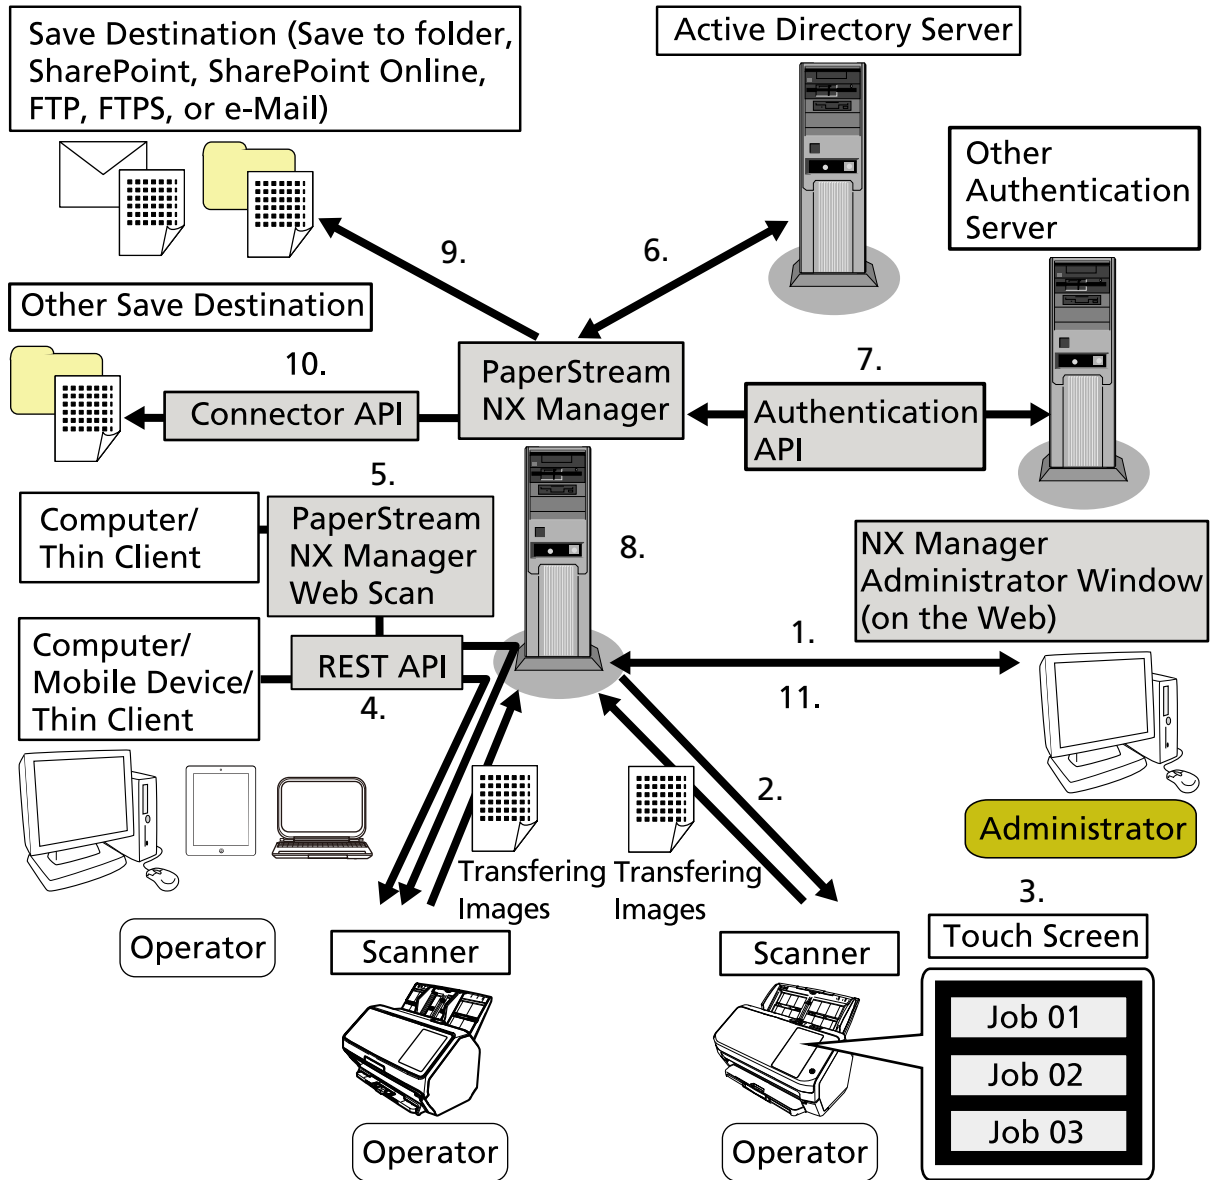 Save Destination (Save to folder,
SharePoint, SharePoint Online,
FTP, FTPS, or e-Mail)
Active Directory Server
Other
Authentication
Server
9.
6.
Other Save Destination
10.
Connector API
PaperStream
NX Manager
7.
Authentication
API
5.
Computer/
Thin Client
PaperStream
NX Manager
Web Scan
8.
NX Manager
Administrator Window
(on the Web)
Computer/
Mobile Device/
Thin Client
REST API
4.
1.
11.
2.
Transfering
Images
Transfering
Images
Administrator
3.
Operator
Scanner
Scanner
Touch Screen
Job 01
Job 02
Job 03
Operator
Operator